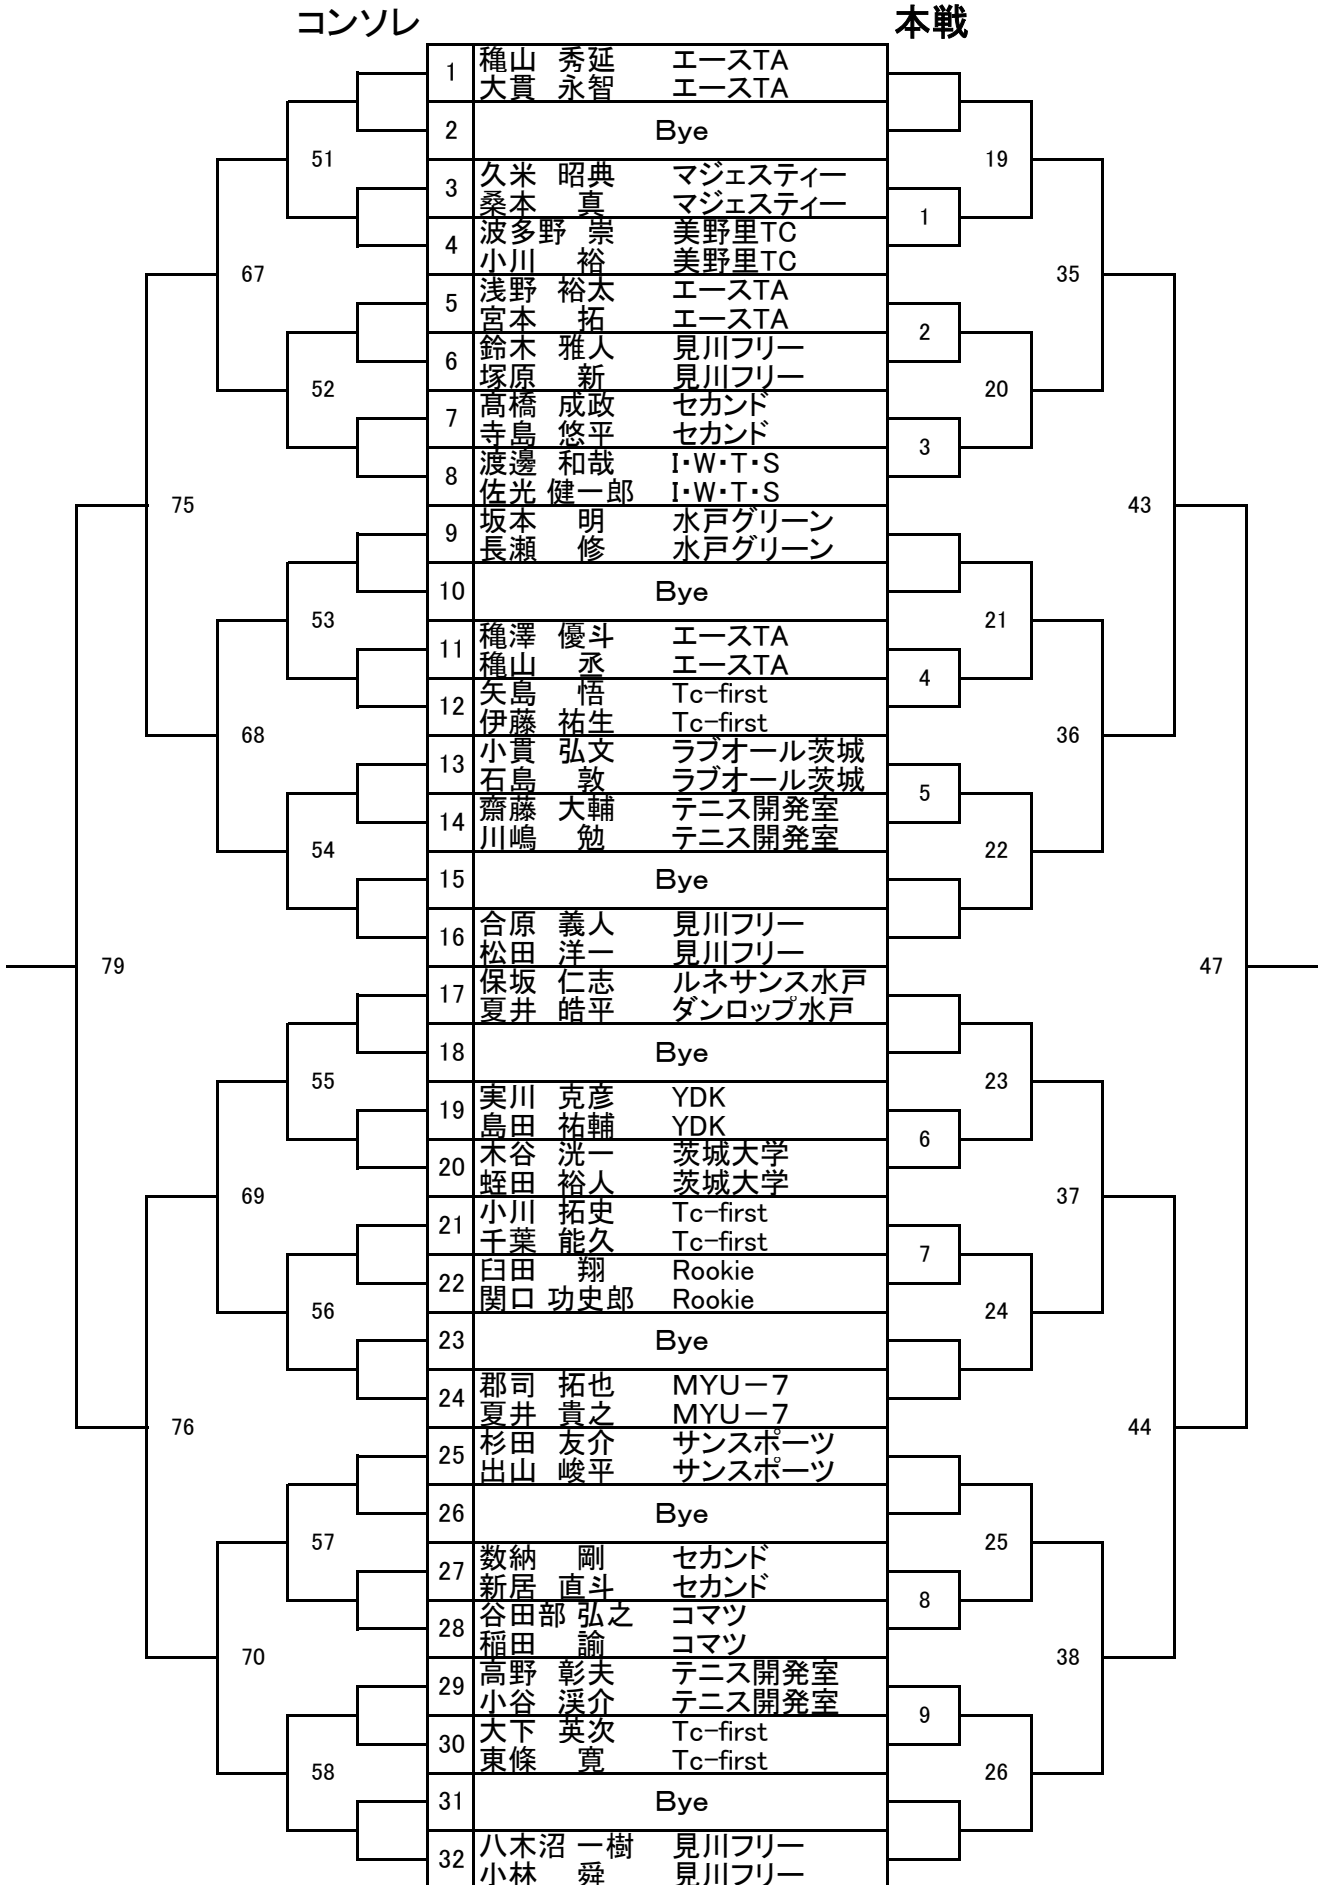 コンソレ 本戦
1 穐山 秀延 エースTA
大貫 永智 エースTA
2 Bye
51 19
3 久米 昭典 マジェスティー
桑本 真 マジェスティー
1
4 波多野 崇 美野里TC
小川 裕 美野里TC
67 35
5 浅野 裕太 エースTA
宮本 拓 エースTA
2
6 鈴木 雅人 見川フリー
塚原 新 見川フリー
52 20
7 髙橋 成政 セカンド
寺島 悠平 セカンド
3
8 渡邊 和哉 I・W・T・S
佐光 健一郎 I・W・T・S
75 43
9 坂本 明 水戸グリーン
長瀬 修 水戸グリーン
10 Bye
53 21
11 穐澤 優斗 エースTA
穐山 丞 エースTA
4
12 矢島 悟 Tc-first
伊藤 祐生 Tc-first
68 36
13 小貫 弘文 ラブオール茨城
石島 敦 ラブオール茨城
5
14 齋藤 大輔 テニス開発室
川嶋 勉 テニス開発室
54 22
15 Bye
16 合原 義人 見川フリー
松田 洋一 見川フリー
79 47
17 保坂 仁志 ルネサンス水戸
夏井 皓平 ダンロップ水戸
18 Bye
55 23
19 実川 克彦 YDK
島田 祐輔 YDK
6
20 木谷 洸一 茨城大学
蛭田 裕人 茨城大学
69 37
21 小川 拓史 Tc-first
千葉 能久 Tc-first
7
22 臼田 翔 Rookie
関口 功史郎 Rookie
56 24
23 Bye
24 郡司 拓也 MYU－7
夏井 貴之 MYU－7
76 44
25 杉田 友介 サンスポーツ
出山 峻平 サンスポーツ
26 Bye
57 25
27 数納 剛 セカンド
新居 直斗 セカンド
8
28 谷田部 弘之 コマツ
稲田 諭 コマツ
70 38
29 高野 彰夫 テニス開発室
小谷 渓介 テニス開発室
9
30 大下 英次 Tc-first
東條 寛 Tc-first
58 26
31 Bye
32 八木沼 一樹 見川フリー
小林 舜 見川フリー